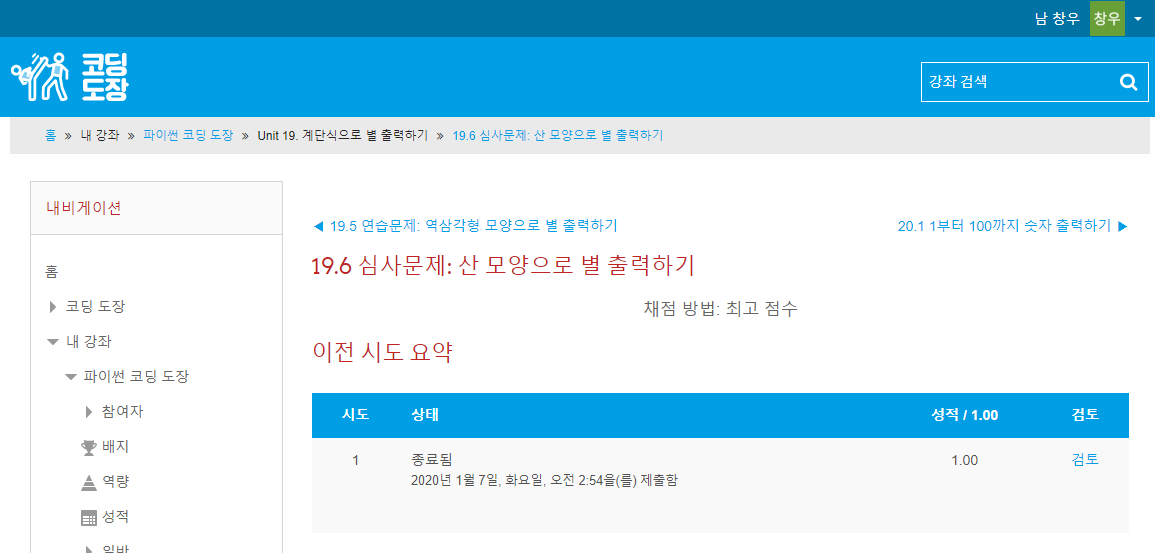 남 창우 창우
코딩
도장
강좌 검색
홈 » 내 강좌 » 파이썬 코딩 도장 » Unit 19. 계단식으로 별 출력하기 » 19.6 심사문제: 산 모양으로 별 출력하기
내비게이션
홈
코딩 도장
내 강좌
파이썬 코딩 도장
참여자
배지
역량
성적
일반
◀ 19.5 연습문제: 역삼각형 모양으로 별 출력하기
20.1 1부터 100까지 숫자 출력하기 ▶
19.6 심사문제: 산 모양으로 별 출력하기
채점 방법: 최고 점수
이전 시도 요약
시도 상태 성적 / 1.00 검토
1 종료됨 1.00 검토
2020년 1월 7일, 화요일, 오전 2:54을(를) 제출함